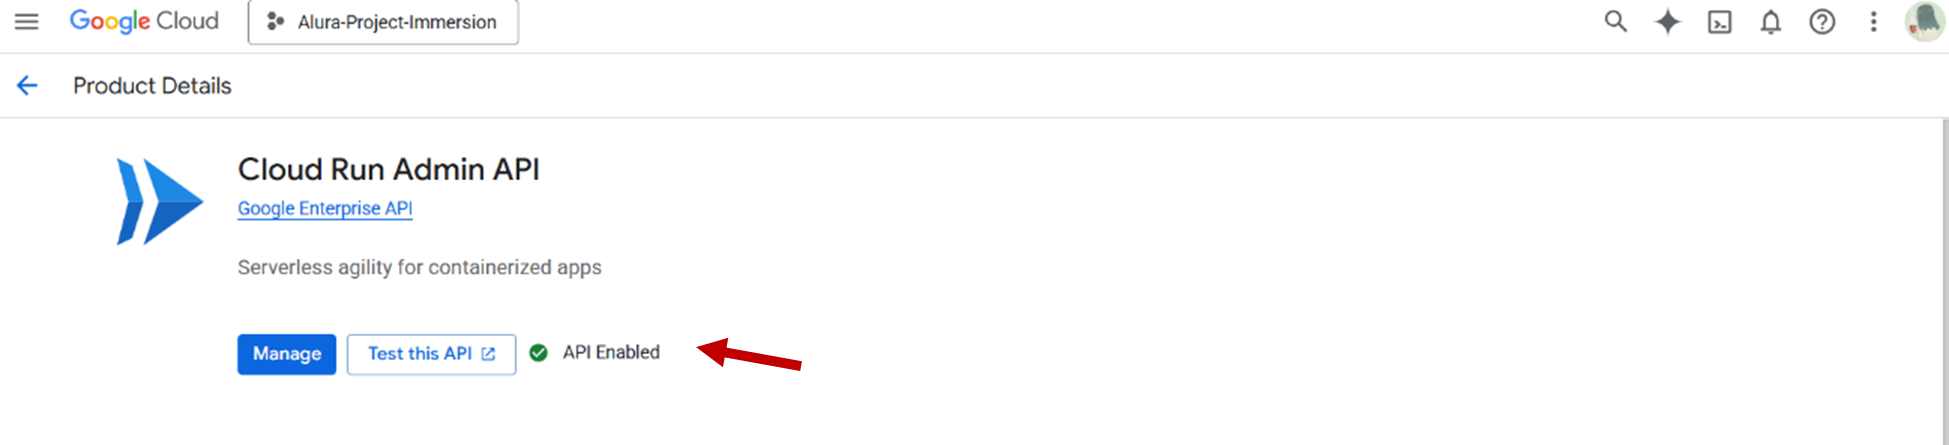 Google Cloud
Alura-Project-Immersion
Product Details
Cloud Run Admin API
Google Enterprise API
Serverless agility for containerized apps
Manage
Test this API
API Enabled